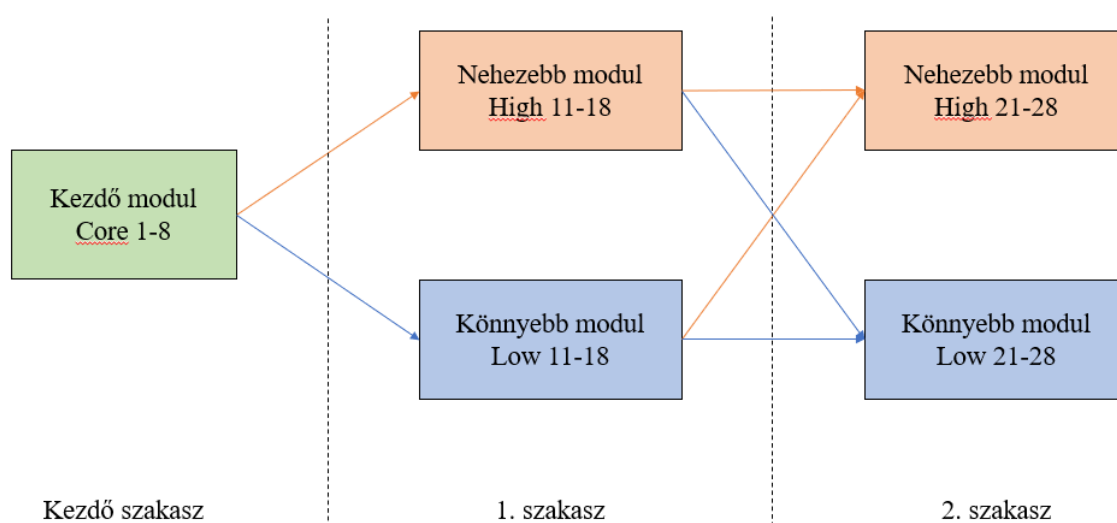 Nehezebb modul
High 11-18
Nehezebb modul
High 21-28
Kezdő modul
Core 1-8
Könnyebb modul
Low 11-18
Könnyebb modul
Low 21-28
Kezdő szakasz
1. szakasz
2. szakasz